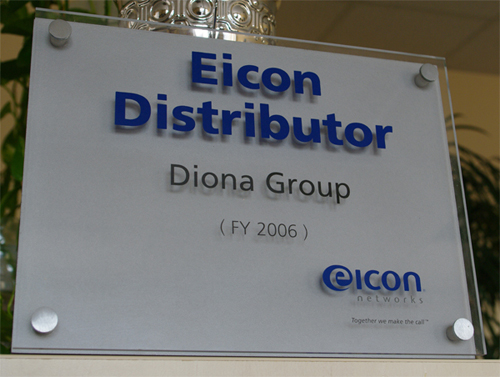 Eicon
Distributor
Diona Group
( FY 2006 )
eicon
networks
Together we make the call™